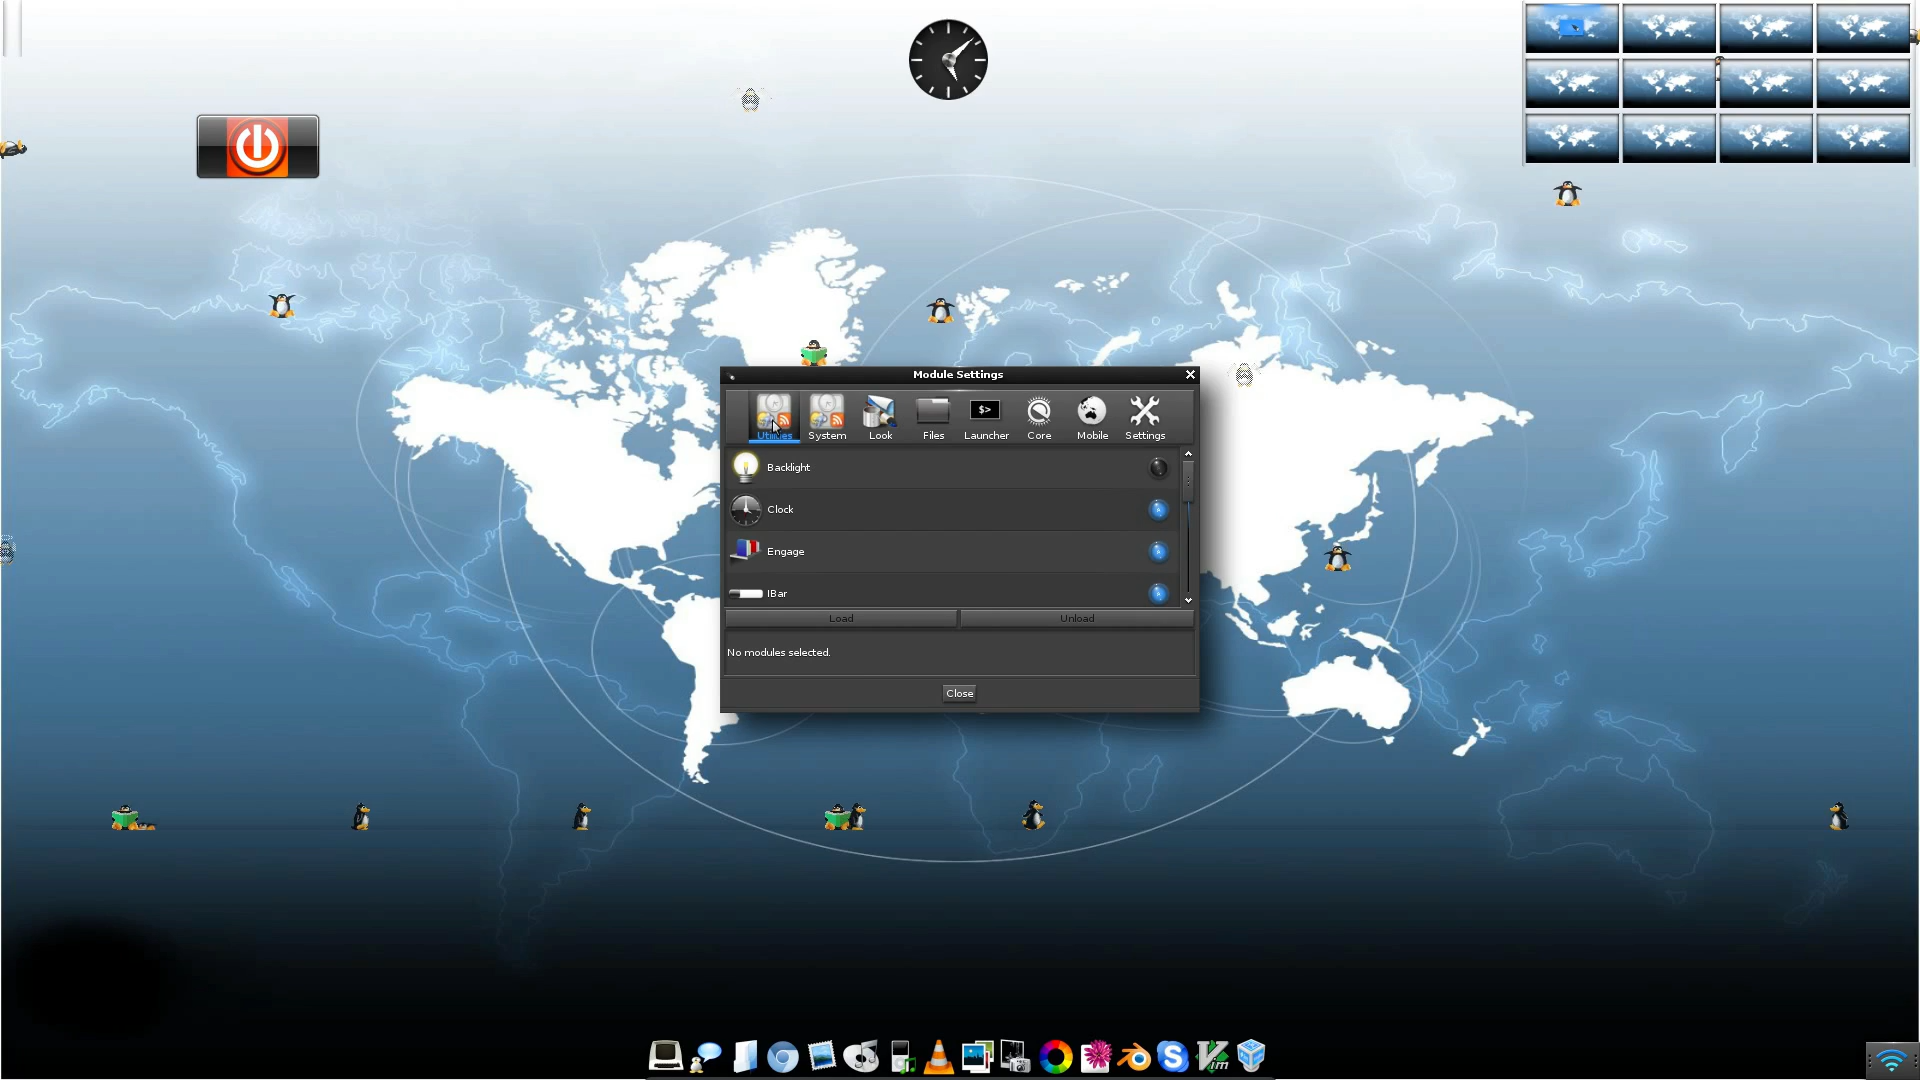 Module Settings
Utilities System Look Files Launcher Core Mobile Settings
$>
Backlight
Clock
Engage
IBar
Load Unload
No modules selected.
Close
Vim